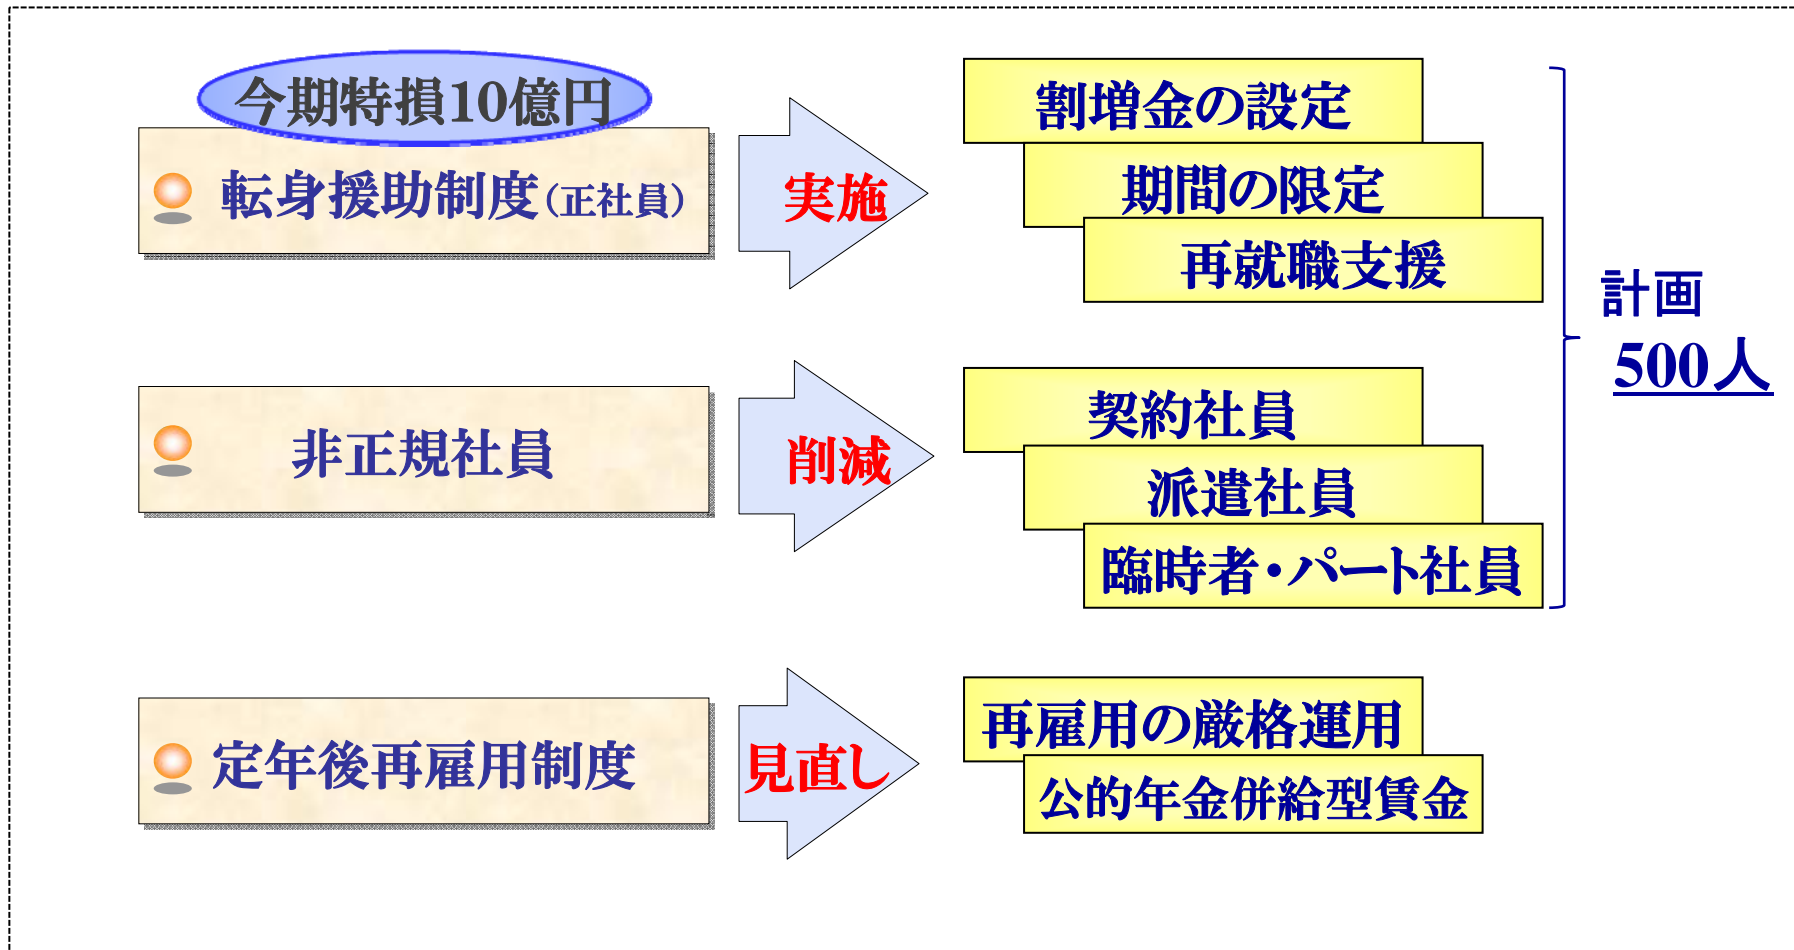 今期特損10億円
転身援助制度（正社員）
実施
割増金の設定
期間の限定
再就職支援
計画
500人
非正規社員
削減
契約社員
派遣社員
臨時者・パート社員
定年後再雇用制度
見直し
再雇用の厳格運用
公的年金併給型賃金